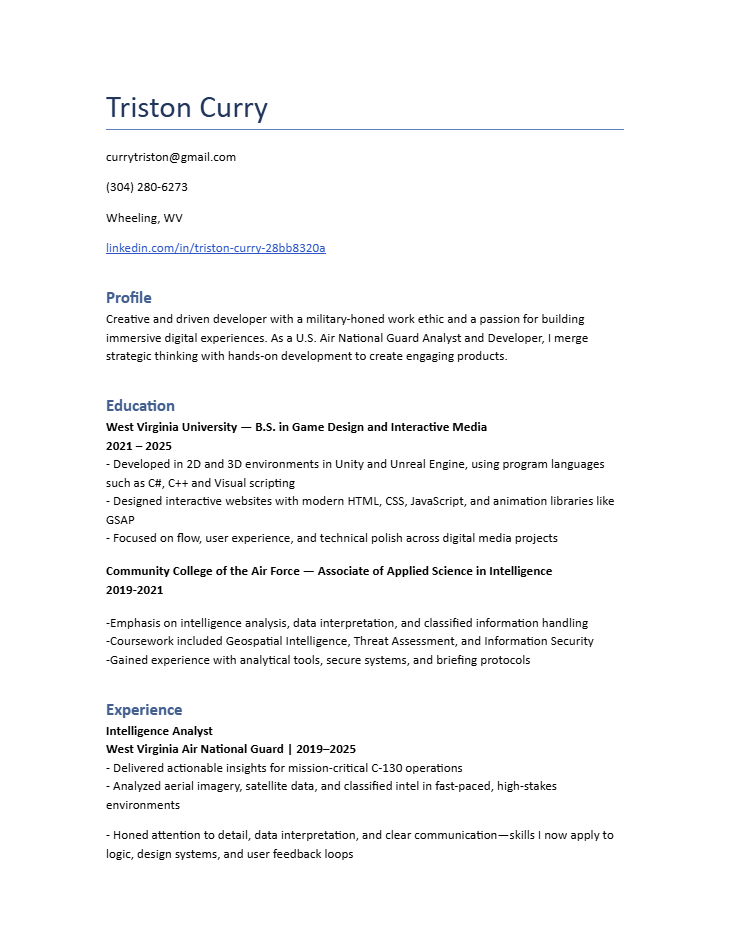 Triston Curry
currytriston@gmail.com
(304) 280-6273
Wheeling, WV
linkedin.com/in/triston-curry-28bb8320a
Profile
Creative and driven developer with a military-honed work ethic and a passion for building
immersive digital experiences. As a U.S. Air National Guard Analyst and Developer, I merge
strategic thinking with hands-on development to create engaging products.
Education
West Virginia University — B.S. in Game Design and Interactive Media
2021 – 2025
- Developed in 2D and 3D environments in Unity and Unreal Engine, using program languages
such as C#, C++ and Visual scripting
- Designed interactive websites with modern HTML, CSS, JavaScript, and animation libraries like
GSAP
- Focused on flow, user experience, and technical polish across digital media projects
Community College of the Air Force — Associate of Applied Science in Intelligence
2019-2021
-Emphasis on intelligence analysis, data interpretation, and classified information handling
-Coursework included Geospatial Intelligence, Threat Assessment, and Information Security
-Gained experience with analytical tools, secure systems, and briefing protocols
Experience
Intelligence Analyst
West Virginia Air National Guard | 2019–2025
- Delivered actionable insights for mission-critical C-130 operations
- Analyzed aerial imagery, satellite data, and classified intel in fast-paced, high-stakes
environments
- Honed attention to detail, data interpretation, and clear communication—skills I now apply to
logic, design systems, and user feedback loops